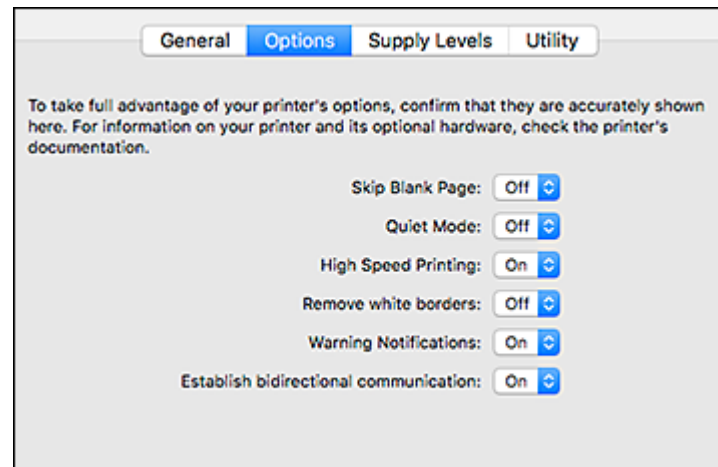 General Options Supply Levels Utility
To take full advantage of your printer's options, confirm that they are accurately shown
here. For information on your printer and its optional hardware, check the printer's
documentation.
Skip Blank Page: Off
Quiet Mode: Off
High Speed Printing: On
Remove white borders: Off
Warning Notifications: On
Establish bidirectional communication: On